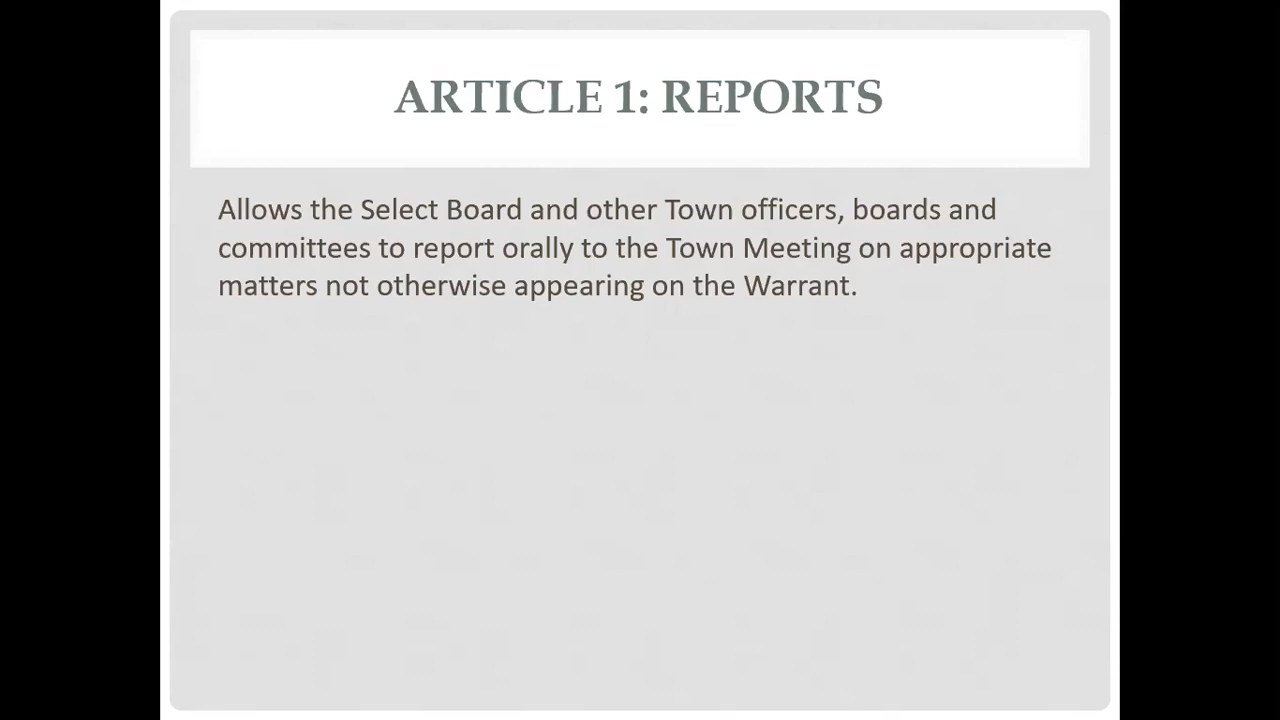 ARTICLE 1: REPORTS
Allows the Select Board and other Town officers, boards and
committees to report orally to the Town Meeting on appropriate
matters not otherwise appearing on the Warrant.